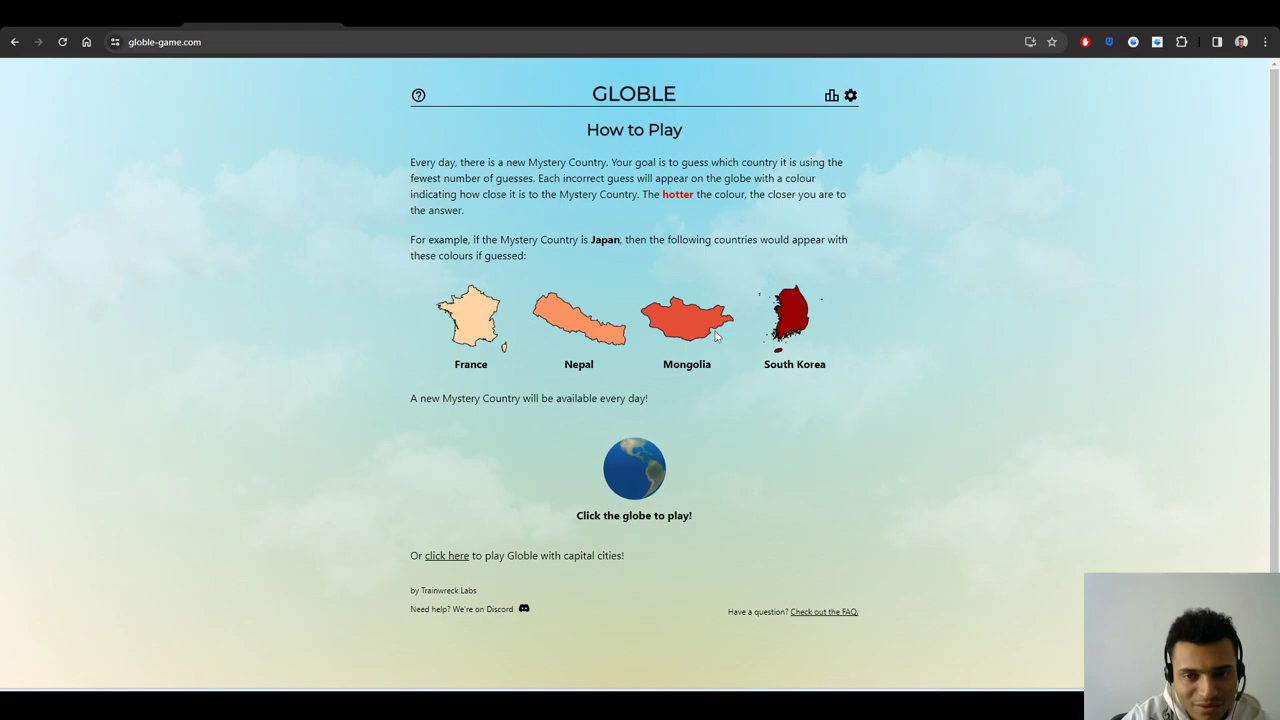 globle-game.com
GLOBLE
How to Play
Every day, there is a new Mystery Country. Your goal is to guess which country it is using the
fewest number of guesses. Each incorrect guess will appear on the globe with a colour
indicating how close it is to the Mystery Country. The hotter the colour, the closer you are to
the answer.
For example, if the Mystery Country is Japan, then the following countries would appear with
these colours if guessed:
France Nepal Mongolia South Korea
A new Mystery Country will be available every day!
Click the globe to play!
Or click here to play Globle with capital cities!
by Trainwreck Labs
Need help? We're on Discord
Have a question? Check out the FAQ.